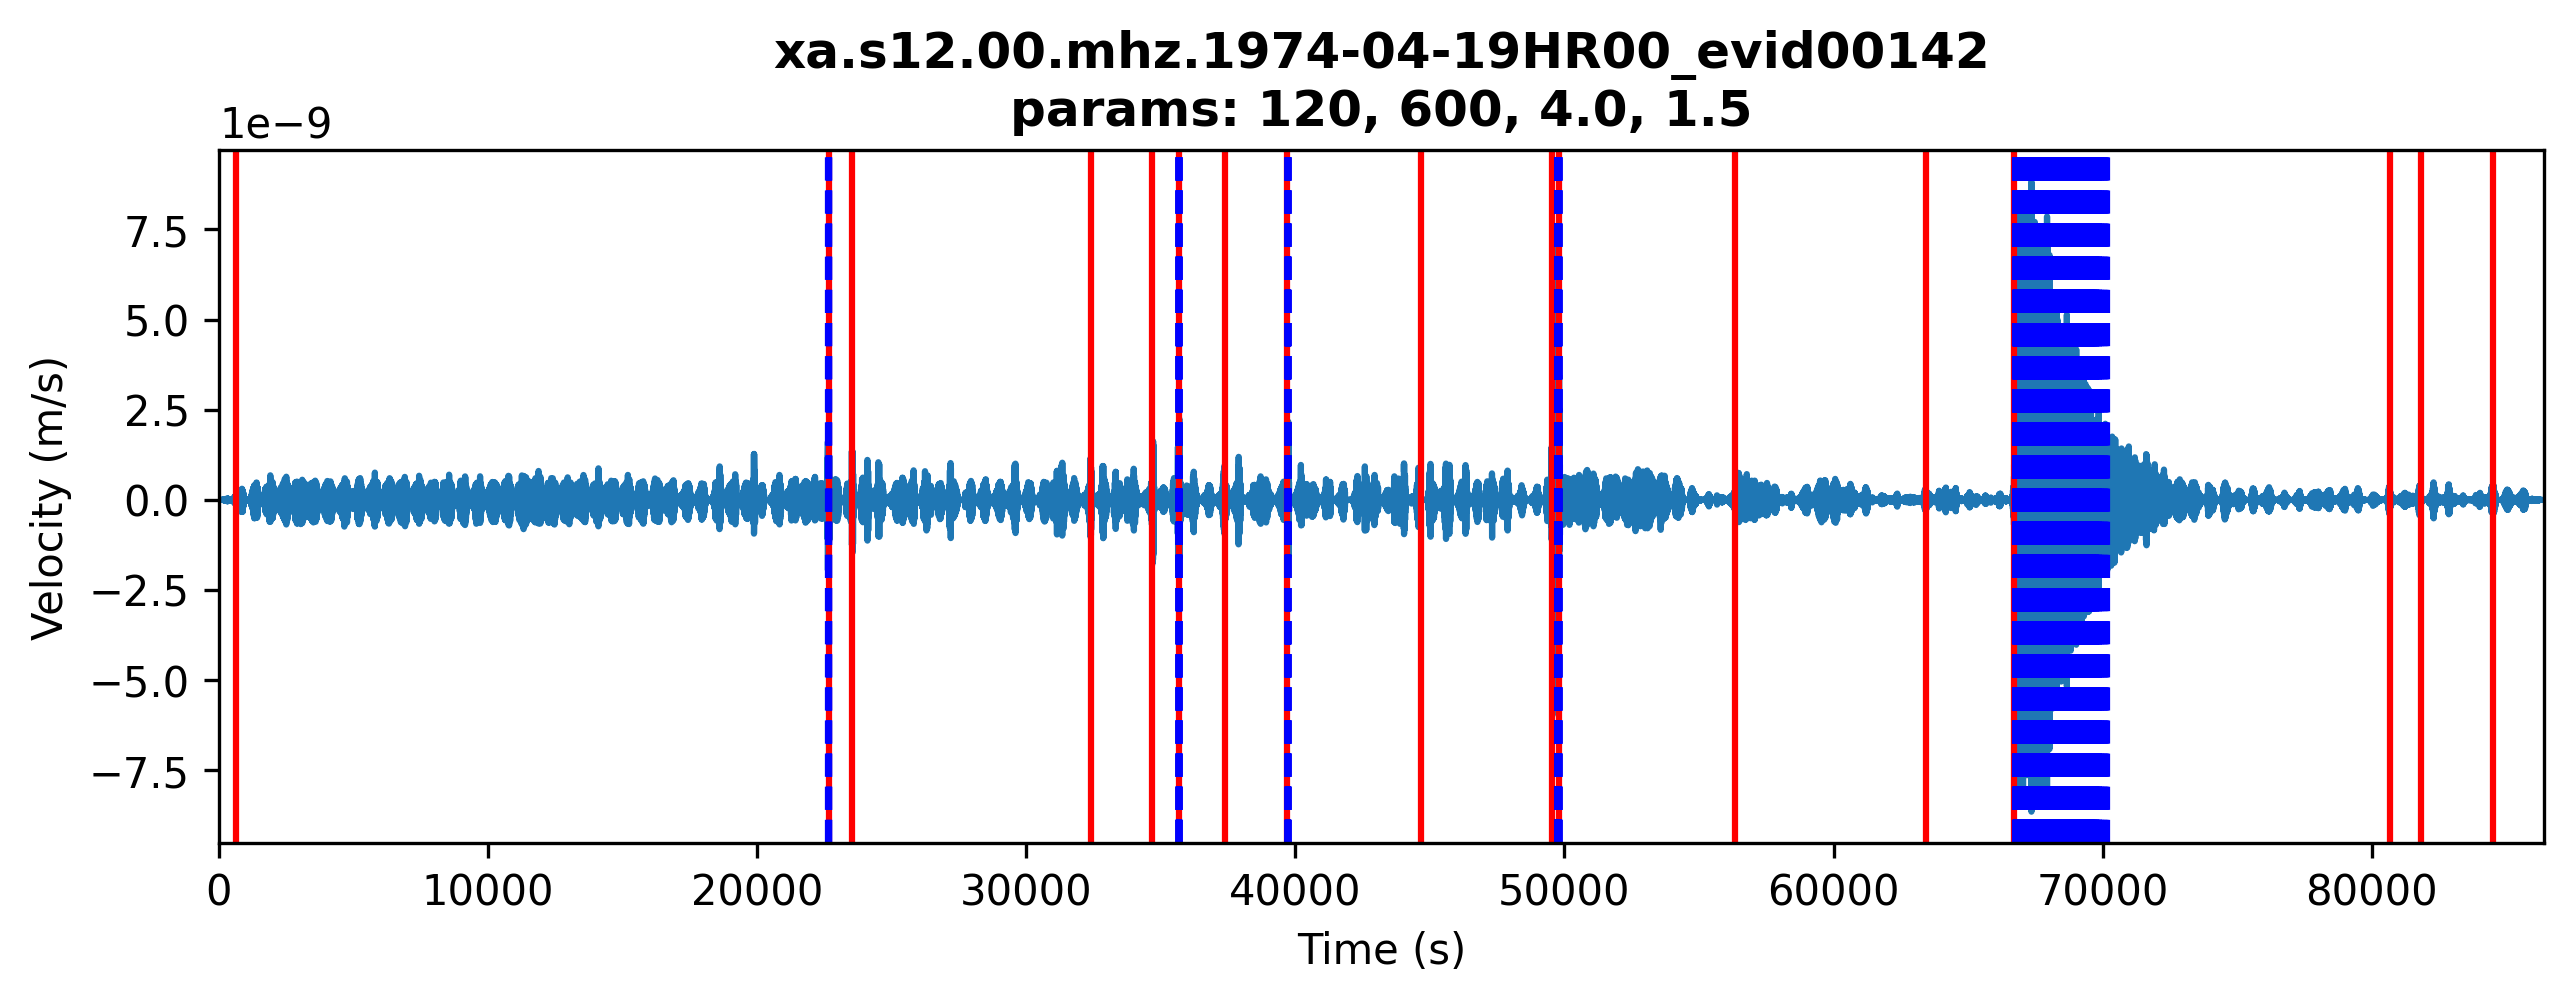 xa.s12.00.mhz.1974-04-19HR00_evid00142
params: 120, 600, 4.0, 1.5
1e−9
7.5
5.0
2.5
0.0
−2.5
−5.0
−7.5
Velocity (m/s)
0 10000 20000 30000 40000 50000 60000 70000 80000
Time (s)